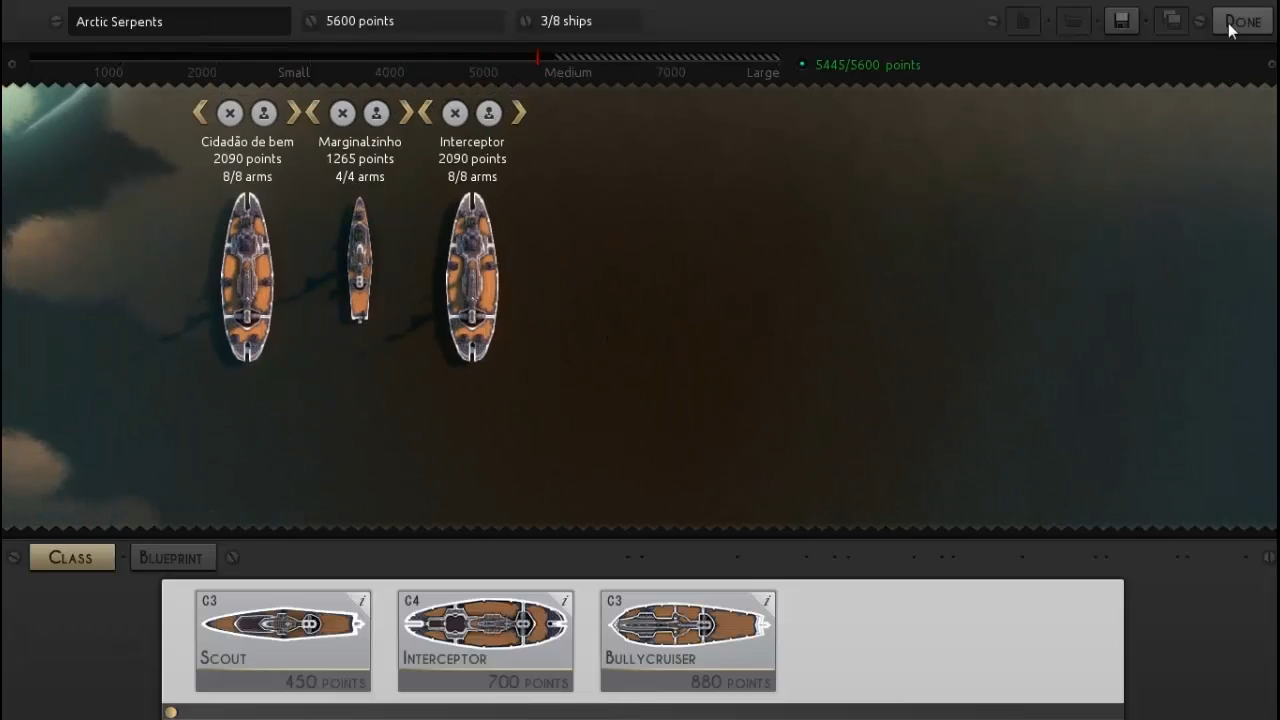 Arctic Serpents
5600 points
3/8 ships
DONE
1000 2000 Small 4000 5000 Medium 7000 Large
5445/5600 points
Cidadão de bem
2090 points
8/8 arms
Marginalzinho
1265 points
4/4 arms
Interceptor
2090 points
8/8 arms
CLASS
BLUEPRINT
C3
i
SCOUT
450 POINTS
C4
i
INTERCEPTOR
700 POINTS
C3
i
BULLYCRUISER
880 POINTS